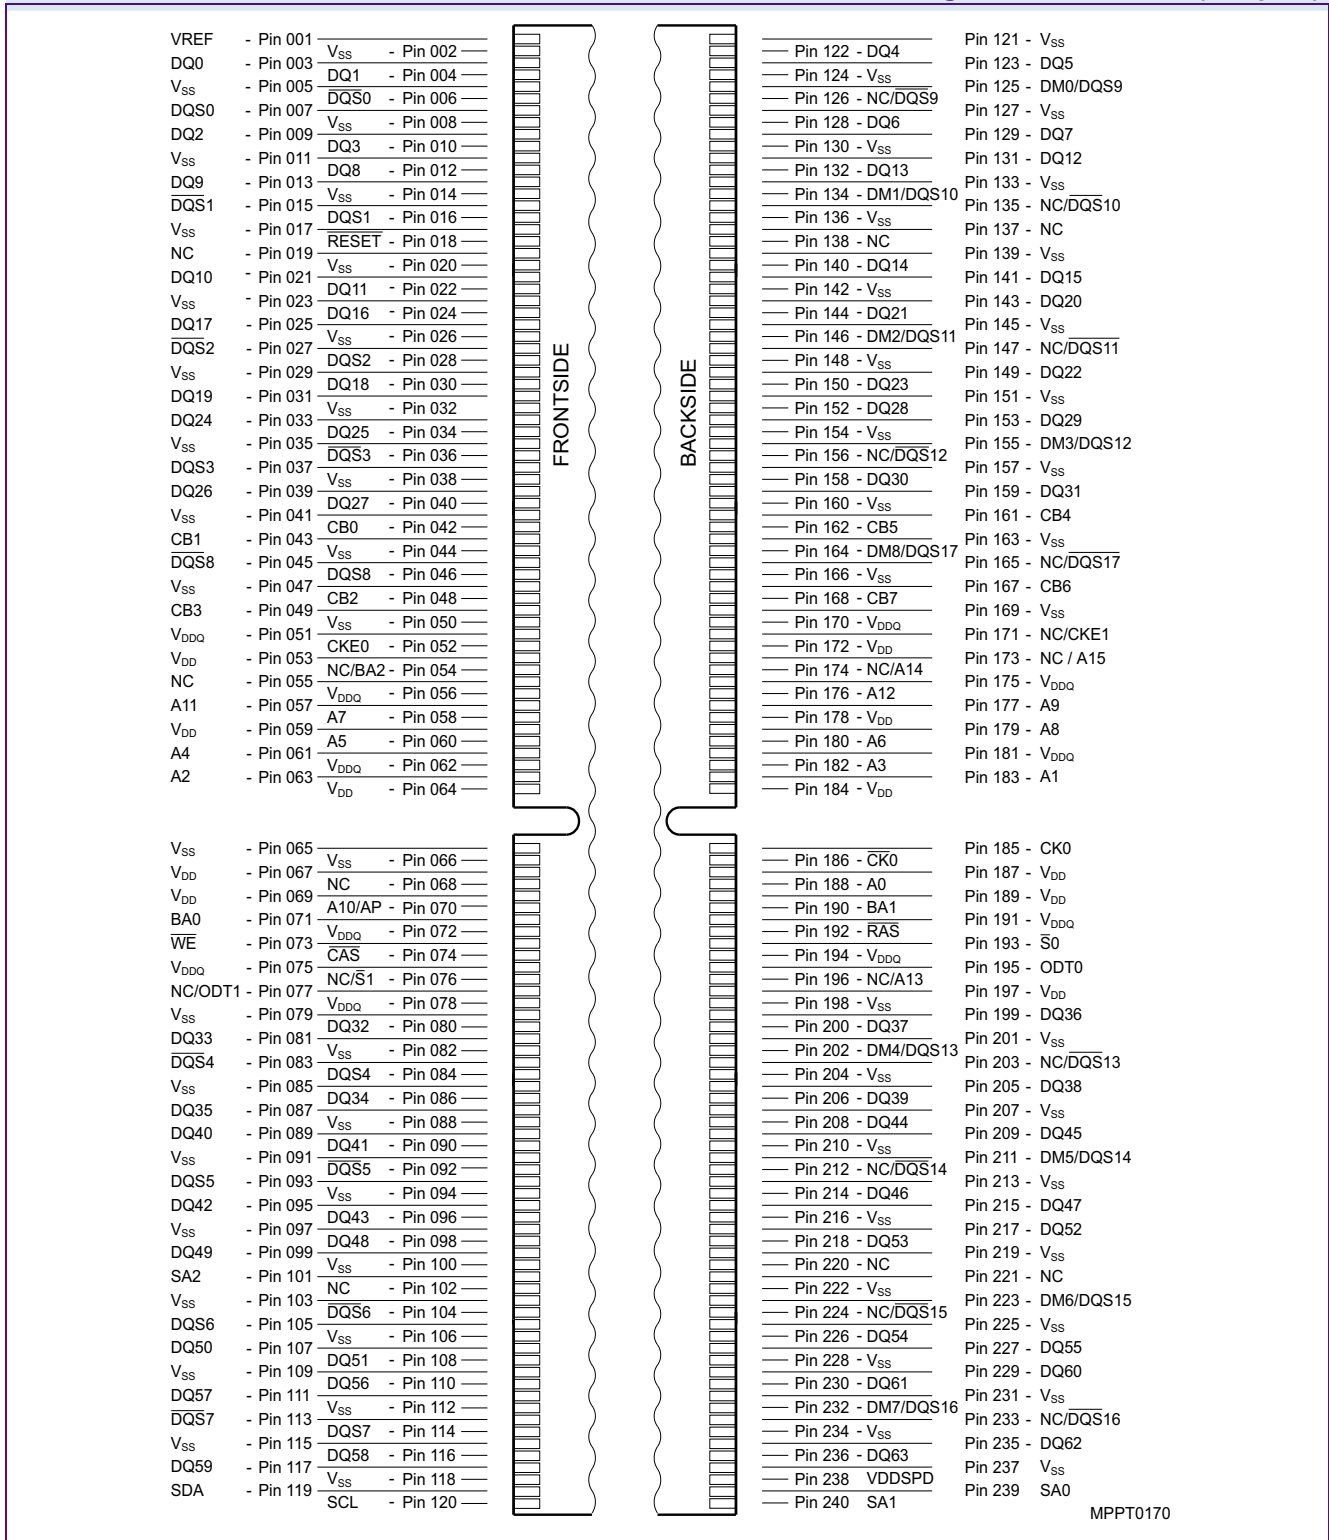 VREF - Pin 001
VSS - Pin 002
DQ0 - Pin 003
DQ1 - Pin 004
VSS - Pin 005
DQS0 - Pin 006
DQS0 - Pin 007
VSS - Pin 008
DQ2 - Pin 009
DQ3 - Pin 010
VSS - Pin 011
DQ8 - Pin 012
DQ9 - Pin 013
VSS - Pin 014
DQS1 - Pin 015
DQS1 - Pin 016
VSS - Pin 017
RESET - Pin 018
NC - Pin 019
VSS - Pin 020
DQ10 - Pin 021
DQ11 - Pin 022
VSS - Pin 023
DQ16 - Pin 024
DQ17 - Pin 025
VSS - Pin 026
DQS2 - Pin 027
DQS2 - Pin 028
VSS - Pin 029
DQ18 - Pin 030
DQ19 - Pin 031
VSS - Pin 032
DQ24 - Pin 033
DQ25 - Pin 034
VSS - Pin 035
DQS3 - Pin 036
DQS3 - Pin 037
VSS - Pin 038
DQ26 - Pin 039
DQ27 - Pin 040
VSS - Pin 041
CB0 - Pin 042
CB1 - Pin 043
VSS - Pin 044
DQS8 - Pin 045
DQS8 - Pin 046
VSS - Pin 047
CB2 - Pin 048
CB3 - Pin 049
VSS - Pin 050
VDDQ - Pin 051
CKE0 - Pin 052
VDD - Pin 053
NC/BA2 - Pin 054
NC - Pin 055
VDDQ - Pin 056
A11 - Pin 057
A7 - Pin 058
VDD - Pin 059
A5 - Pin 060
A4 - Pin 061
VDDQ - Pin 062
A2 - Pin 063
VDD - Pin 064
VSS - Pin 065
VSS - Pin 066
VDD - Pin 067
NC - Pin 068
VDD - Pin 069
A10/AP - Pin 070
BA0 - Pin 071
VDDQ - Pin 072
WE - Pin 073
CAS - Pin 074
VDDQ - Pin 075
NC/S1 - Pin 076
NC/ODT1 - Pin 077
VDDQ - Pin 078
VSS - Pin 079
DQ32 - Pin 080
DQ33 - Pin 081
VSS - Pin 082
DQS4 - Pin 083
DQS4 - Pin 084
VSS - Pin 085
DQ34 - Pin 086
DQ35 - Pin 087
VSS - Pin 088
DQ40 - Pin 089
DQ41 - Pin 090
VSS - Pin 091
DQS5 - Pin 092
DQS5 - Pin 093
VSS - Pin 094
DQ42 - Pin 095
DQ43 - Pin 096
VSS - Pin 097
DQ48 - Pin 098
DQ49 - Pin 099
VSS - Pin 100
SA2 - Pin 101
NC - Pin 102
VSS - Pin 103
DQS6 - Pin 104
DQS6 - Pin 105
VSS - Pin 106
DQ50 - Pin 107
DQ51 - Pin 108
VSS - Pin 109
DQ56 - Pin 110
DQ57 - Pin 111
VSS - Pin 112
DQS7 - Pin 113
DQS7 - Pin 114
VSS - Pin 115
DQ58 - Pin 116
DQ59 - Pin 117
VSS - Pin 118
SDA - Pin 119
SCL - Pin 120
FRONTSIDE
BACKSIDE
Pin 121 - VSS
Pin 122 - DQ4
Pin 123 - DQ5
Pin 124 - VSS
Pin 125 - DM0/DQS9
Pin 126 - NC/DQS9
Pin 127 - VSS
Pin 128 - DQ6
Pin 129 - DQ7
Pin 130 - VSS
Pin 131 - DQ12
Pin 132 - DQ13
Pin 133 - VSS
Pin 134 - DM1/DQS10
Pin 135 - NC/DQS10
Pin 136 - VSS
Pin 137 - NC
Pin 138 - NC
Pin 139 - VSS
Pin 140 - DQ14
Pin 141 - DQ15
Pin 142 - VSS
Pin 143 - DQ20
Pin 144 - DQ21
Pin 145 - VSS
Pin 146 - DM2/DQS11
Pin 147 - NC/DQS11
Pin 148 - VSS
Pin 149 - DQ22
Pin 150 - DQ23
Pin 151 - VSS
Pin 152 - DQ28
Pin 153 - DQ29
Pin 154 - VSS
Pin 155 - DM3/DQS12
Pin 156 - NC/DQS12
Pin 157 - VSS
Pin 158 - DQ30
Pin 159 - DQ31
Pin 160 - VSS
Pin 161 - CB4
Pin 162 - CB5
Pin 163 - VSS
Pin 164 - DM8/DQS17
Pin 165 - NC/DQS17
Pin 166 - VSS
Pin 167 - CB6
Pin 168 - CB7
Pin 169 - VSS
Pin 170 - VDDQ
Pin 171 - NC/CKE1
Pin 172 - VDD
Pin 173 - NC / A15
Pin 174 - NC/A14
Pin 175 - VDDQ
Pin 176 - A12
Pin 177 - A9
Pin 178 - VDD
Pin 179 - A8
Pin 180 - A6
Pin 181 - VDDQ
Pin 182 - A3
Pin 183 - A1
Pin 184 - VDD
Pin 185 - CK0
Pin 186 - CK0
Pin 187 - VDD
Pin 188 - A0
Pin 189 - VDD
Pin 190 - BA1
Pin 191 - VDDQ
Pin 192 - RAS
Pin 193 - S0
Pin 194 - VDDQ
Pin 195 - ODT0
Pin 196 - NC/A13
Pin 197 - VDD
Pin 198 - VSS
Pin 199 - DQ36
Pin 200 - DQ37
Pin 201 - VSS
Pin 202 - DM4/DQS13
Pin 203 - NC/DQS13
Pin 204 - VSS
Pin 205 - DQ38
Pin 206 - DQ39
Pin 207 - VSS
Pin 208 - DQ44
Pin 209 - DQ45
Pin 210 - VSS
Pin 211 - DM5/DQS14
Pin 212 - NC/DQS14
Pin 213 - VSS
Pin 214 - DQ46
Pin 215 - DQ47
Pin 216 - VSS
Pin 217 - DQ52
Pin 218 - DQ53
Pin 219 - VSS
Pin 220 - NC
Pin 221 - NC
Pin 222 - VSS
Pin 223 - DM6/DQS15
Pin 224 - NC/DQS15
Pin 225 - VSS
Pin 226 - DQ54
Pin 227 - DQ55
Pin 228 - VSS
Pin 229 - DQ60
Pin 230 - DQ61
Pin 231 - VSS
Pin 232 - DM7/DQS16
Pin 233 - NC/DQS16
Pin 234 - VSS
Pin 235 - DQ62
Pin 236 - DQ63
Pin 237 VSS
Pin 238 VDDSPD
Pin 239 SA0
Pin 240 SA1
MPPT0170